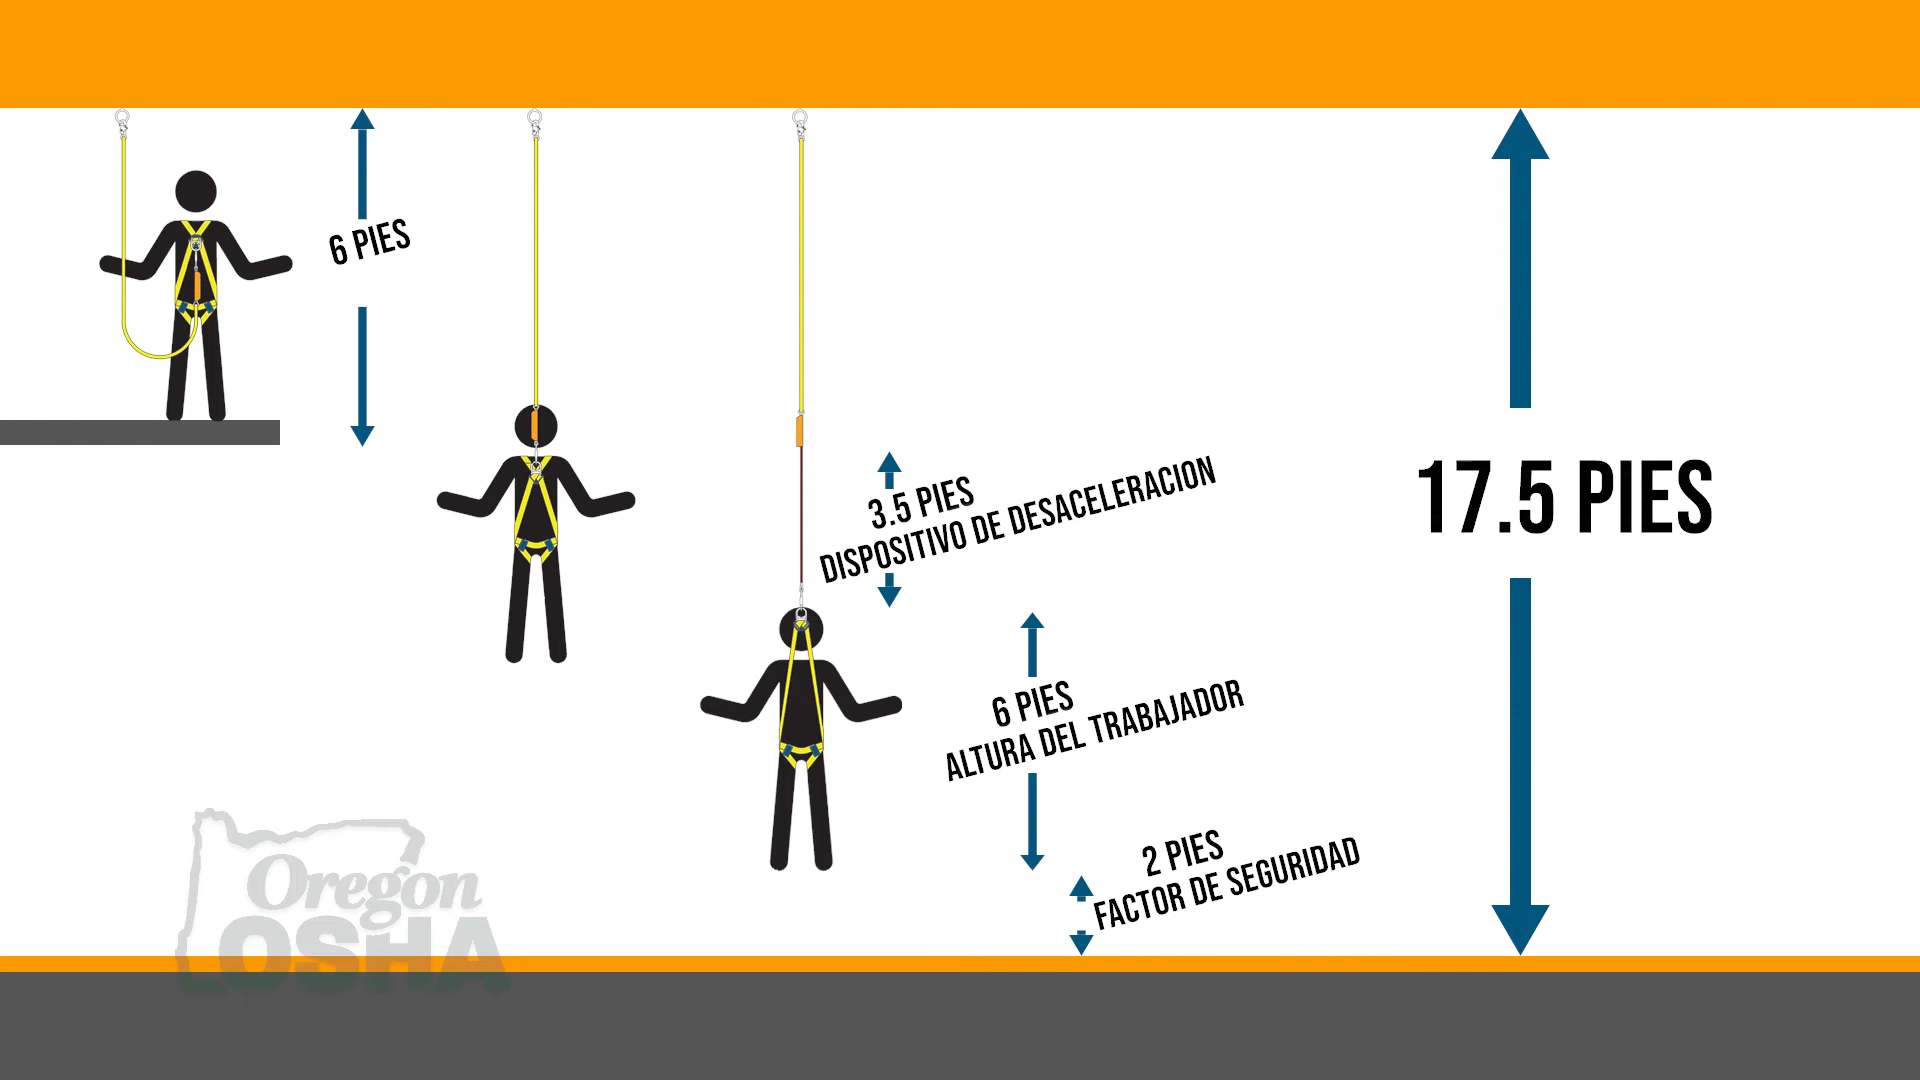 6 PIES
3.5 PIES
DISPOSITIVO DE DESACELERACION
17.5 PIES
6 PIES
ALTURA DEL TRABAJADOR
2 PIES
FACTOR DE SEGURIDAD
Oregon
OSHA